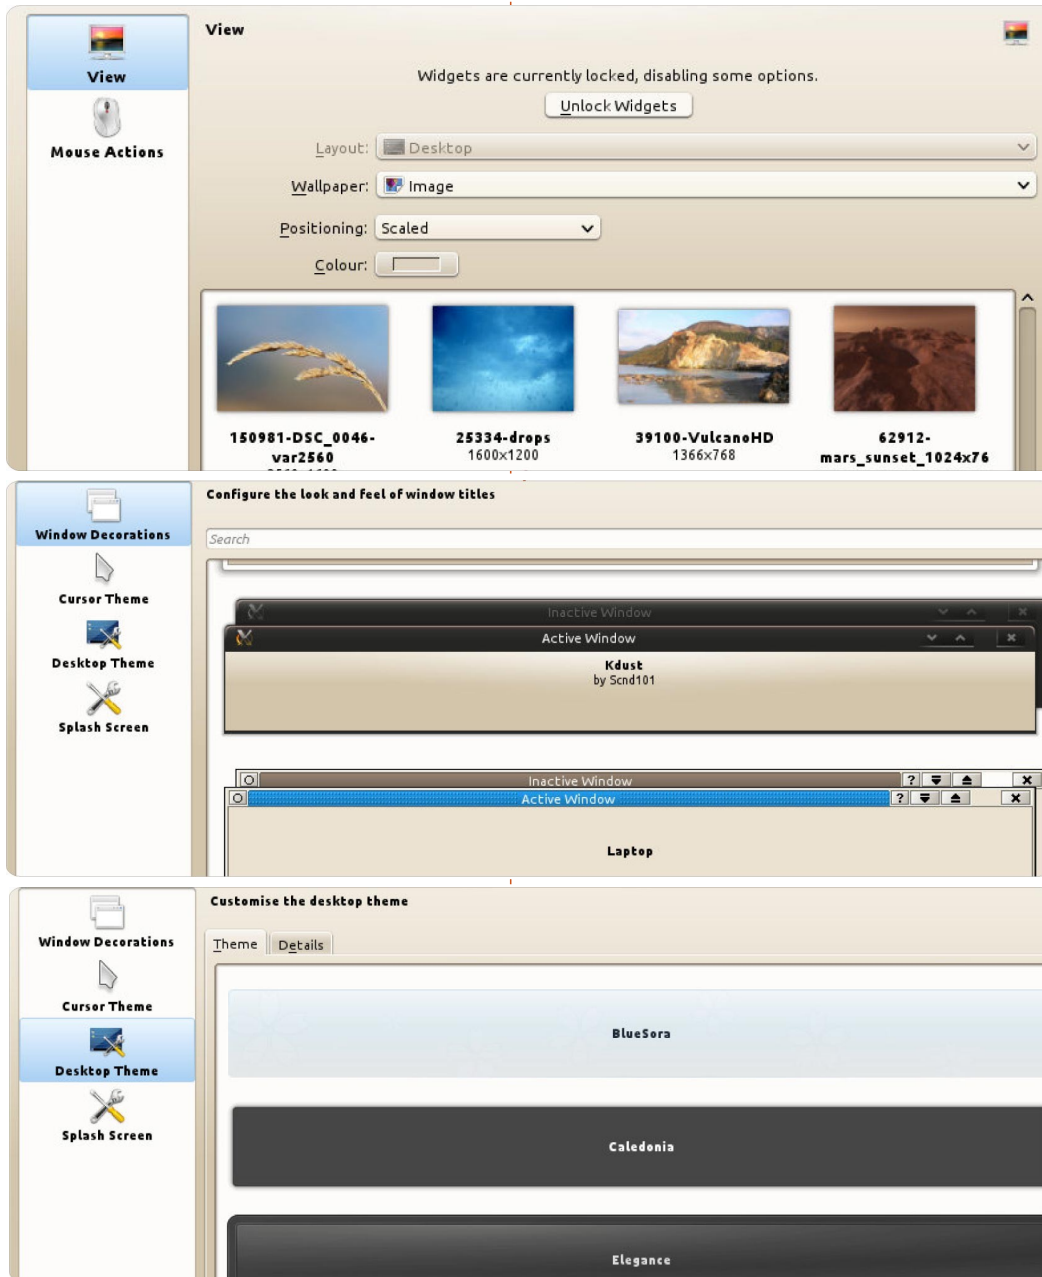 View
View
Mouse Actions
Widgets are currently locked, disabling some options.
Unlock Widgets
Layout: Desktop
Wallpaper: Image
Positioning: Scaled
Colour:
150981-DSC_0046-
var2560
25334-drops
1600x1200
39100-VulcanoHD
1366x768
62912-
mars_sunset_1024x76
Window Decorations
Cursor Theme
Desktop Theme
Splash Screen
Configure the look and feel of window titles
Search
Inactive Window
Active Window
Kdust
by Scnd101
Inactive Window
?
Active Window
?
Laptop
Window Decorations
Cursor Theme
Desktop Theme
Splash Screen
Customise the desktop theme
Theme Details
BlueSora
Caledonia
Elegance